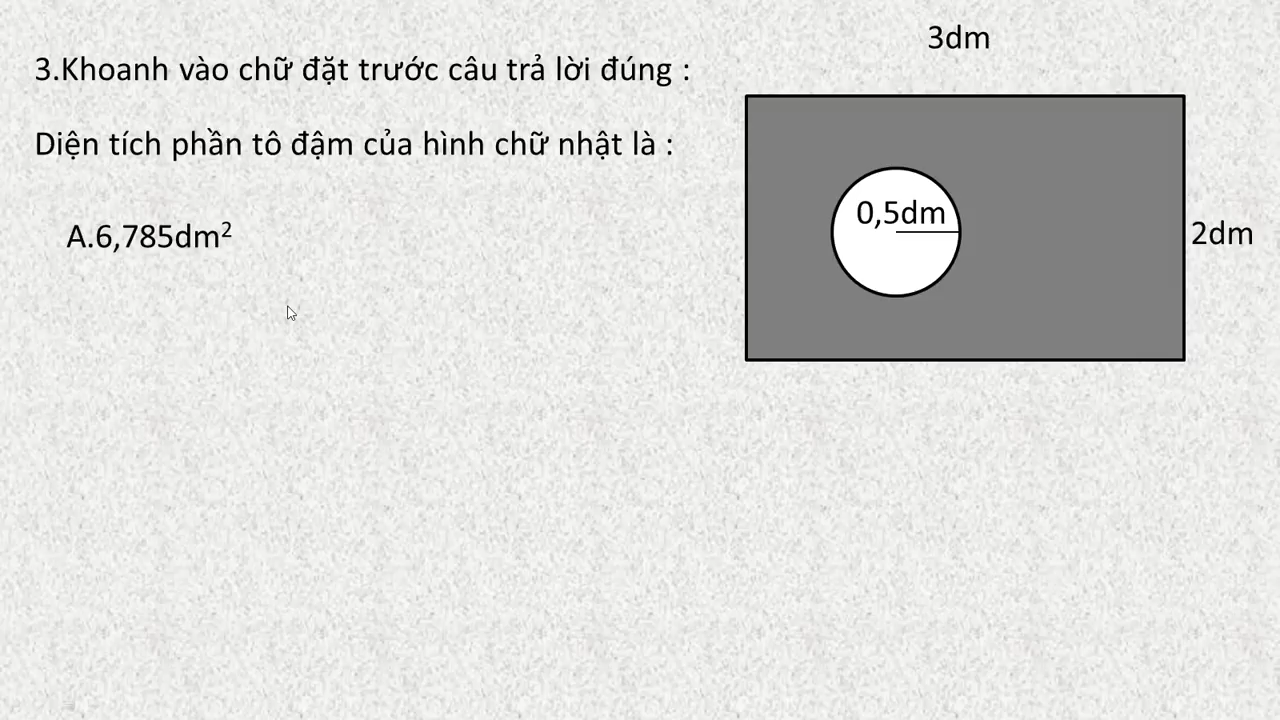 3dm
3.Khoanh vào chữ đặt trước câu trả lời đúng :
Diện tích phần tô đậm của hình chữ nhật là :
0,5dm
2dm
A.6,785dm²